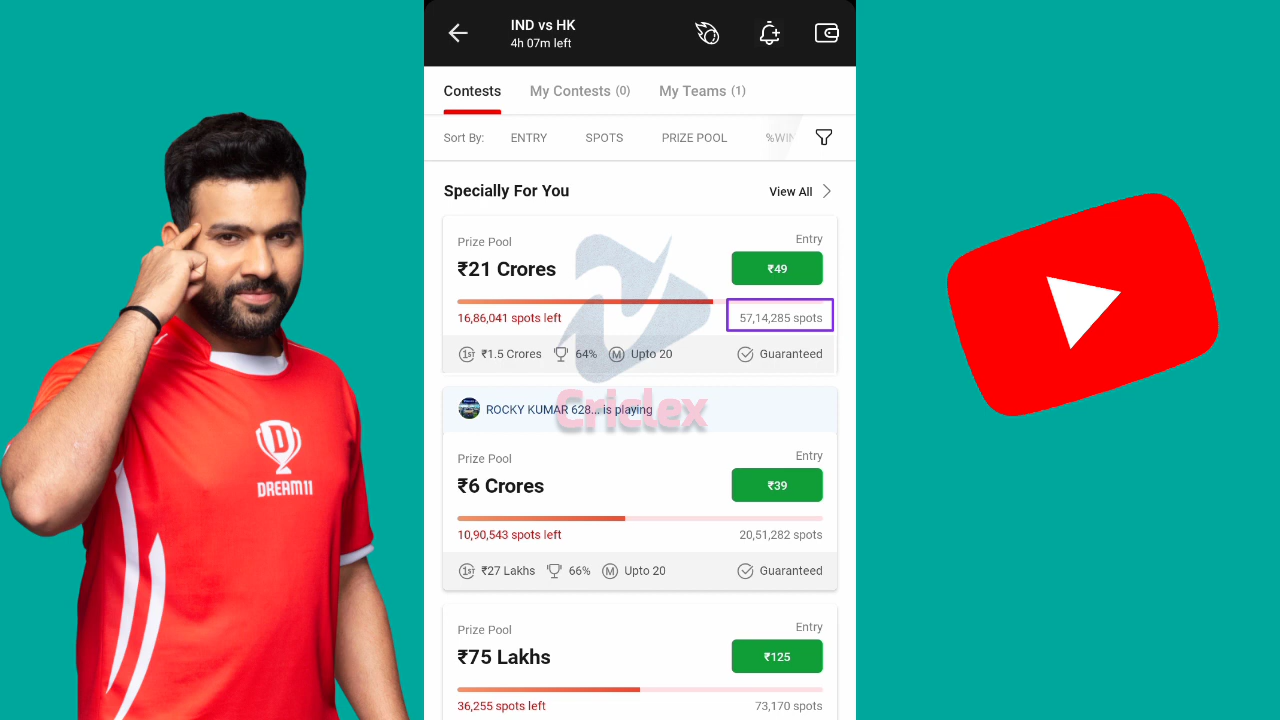 IND vs HK
4h 07m left
Contests
My Contests (0)
My Teams (1)
Sort By: ENTRY SPOTS PRIZE POOL %WIN
Specially For You
View All
Prize Pool
Entry
₹21 Crores
₹49
16,86,041 spots left
57,14,285 spots
1ST ₹1.5 Crores 64% M Upto 20 Guaranteed
Criclex
ROCKY KUMAR 628... is playing
Prize Pool
Entry
₹6 Crores
₹39
10,90,543 spots left
20,51,282 spots
1ST ₹27 Lakhs 66% M Upto 20 Guaranteed
Prize Pool
Entry
₹75 Lakhs
₹125
36,255 spots left
73,170 spots
D
DREAM11